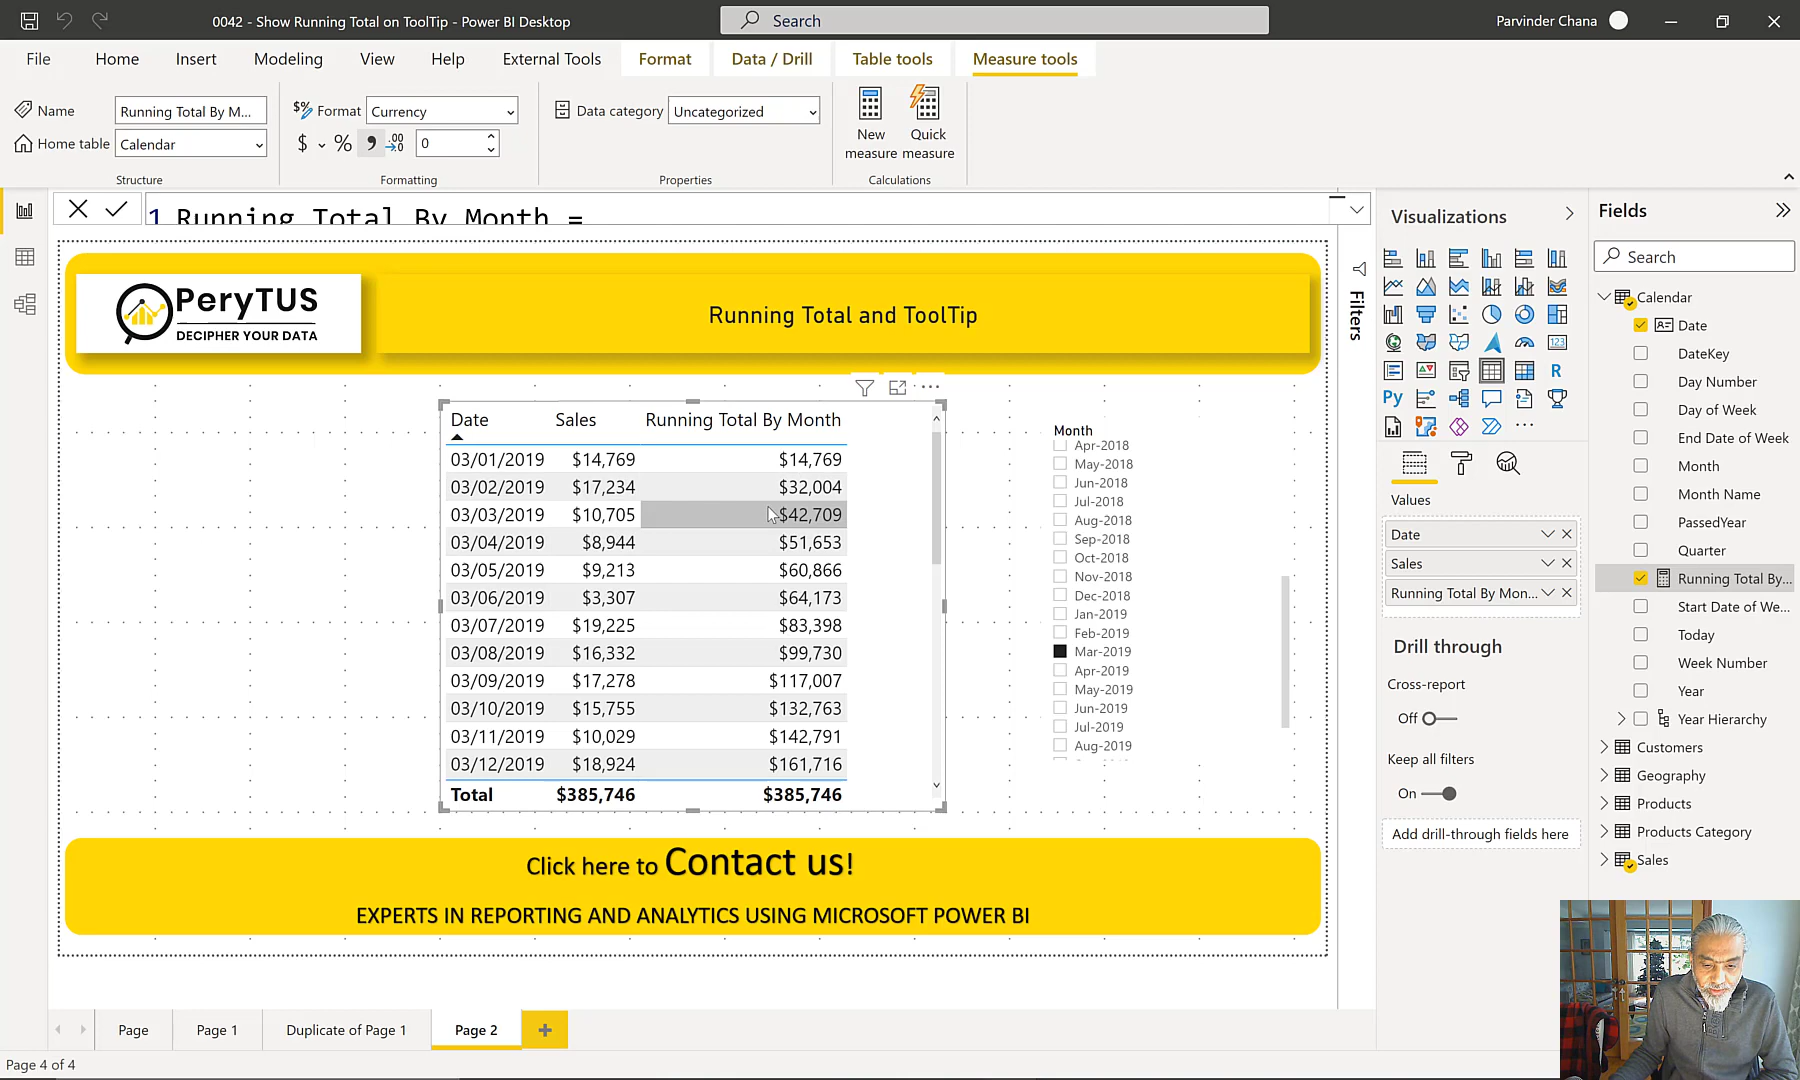 0042 - Show Running Total on ToolTip - Power BI Desktop
Search
Parvinder Chana
File
Home
Insert
Modeling
View
Help
External Tools
Format
Data / Drill
Table tools
Measure tools
Name
Running Total By M...
Home table
Calendar
Structure
$% Format
Currency
$ % 9 .00 →.0
0
Formatting
Data category
Uncategorized
Properties
New measure
Quick measure
Calculations
1 Running Total By Month =
PeryTUS
DECIPHER YOUR DATA
Running Total and ToolTip
Date Sales Running Total By Month
03/01/2019 $14,769 $14,769
03/02/2019 $17,234 $32,004
03/03/2019 $10,705 $42,709
03/04/2019 $8,944 $51,653
03/05/2019 $9,213 $60,866
03/06/2019 $3,307 $64,173
03/07/2019 $19,225 $83,398
03/08/2019 $16,332 $99,730
03/09/2019 $17,278 $117,007
03/10/2019 $15,755 $132,763
03/11/2019 $10,029 $142,791
03/12/2019 $18,924 $161,716
Total $385,746 $385,746
Month
Apr-2018
May-2018
Jun-2018
Jul-2018
Aug-2018
Sep-2018
Oct-2018
Nov-2018
Dec-2018
Jan-2019
Feb-2019
Mar-2019
Apr-2019
May-2019
Jun-2019
Jul-2019
Aug-2019
Click here to Contact us!
EXPERTS IN REPORTING AND ANALYTICS USING MICROSOFT POWER BI
Filters
Visualizations
123
R
Py
Values
Date
Sales
Running Total By Mon...
Drill through
Cross-report
Off
Keep all filters
On
Add drill-through fields here
Fields
Search
Calendar
Date
DateKey
Day Number
Day of Week
End Date of Week
Month
Month Name
PassedYear
Quarter
Running Total By...
Start Date of We...
Today
Week Number
Year
Year Hierarchy
Customers
Geography
Products
Products Category
Sales
Page
Page 1
Duplicate of Page 1
Page 2
Page 4 of 4